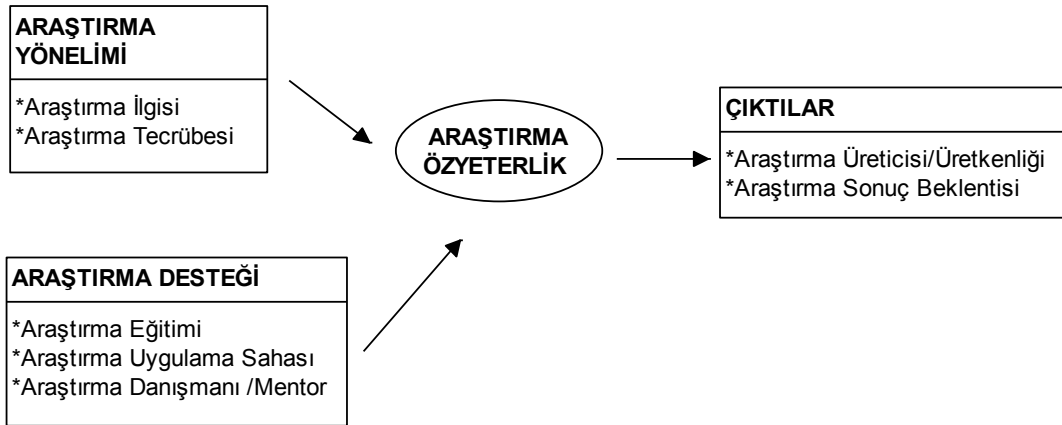 ARAŞTIRMA
YÖNELİMİ
*Araştırma İlgisi
*Araştırma Tecrübesi
ARAŞTIRMA
ÖZYETERLİK
ÇIKTILAR
*Araştırma Üreticisi/Üretkenliği
*Araştırma Sonuç Beklentisi
ARAŞTIRMA DESTEĞİ
*Araştırma Eğitimi
*Araştırma Uygulama Sahası
*Araştırma Danışmanı /Mentor